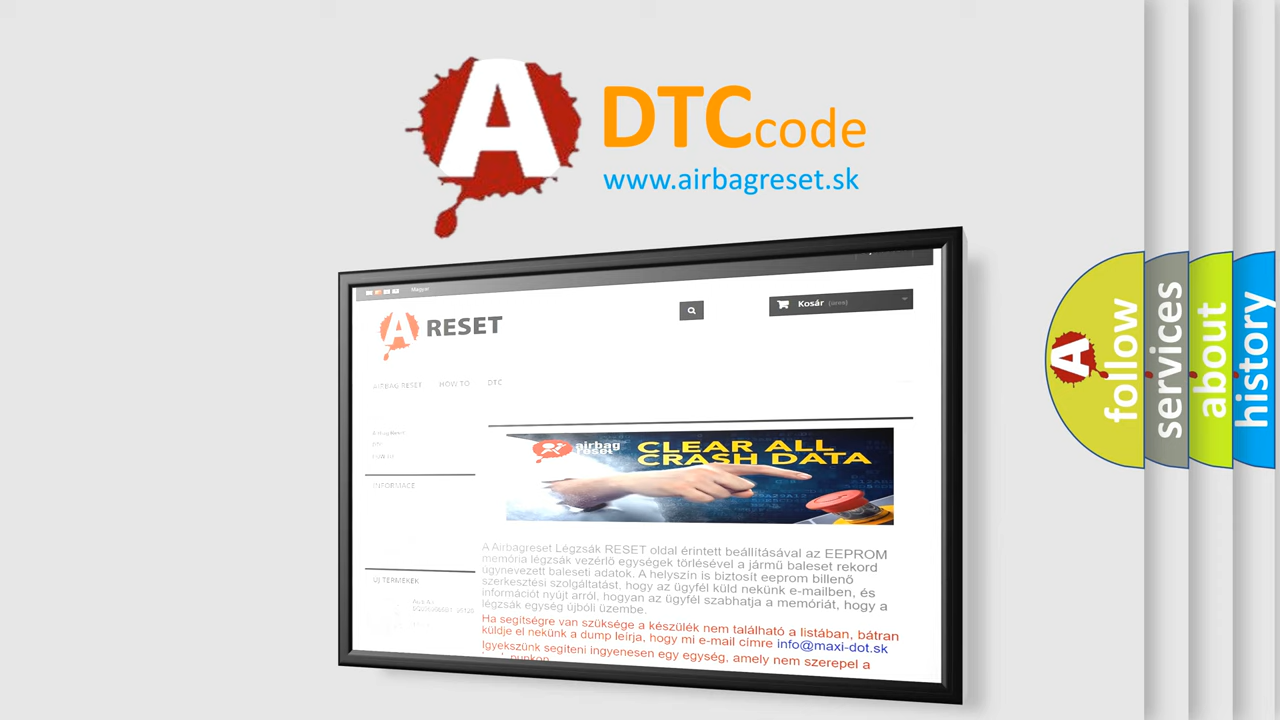 A DTCcode
www.airbagreset.sk
Magyar
A RESET
Kosár (üres)
AIRBAG RESET HOW TO DTC
INFORMACE
airbag
reset
CLEAR ALL
CRASH DATA
A Airbagreset Légzsák RESET oldal érintett beállításával az EEPROM
memória légzsák vezérlő egységek törlésével a jármű baleset rekord
úgynevezett baleseti adatok. A helyszín is biztosít eeprom billenő
szerkesztési szolgáltatást, hogy az ügyfél küld nekünk e-mailben, és
információt nyújt arról, hogyan az ügyfél szabhatja a memóriát, hogy a
légzsák egység újbóli üzembe.
Ha segítségre van szüksége a készülék nem található a listában, bátran
küldje el nekünk a dump leírja, hogy mi e-mail címre info@maxi-dot.sk
Igyekszünk segíteni ingyenesen egy egység, amely nem szerepel a
ÚJ TERMÉKEK
A
follow
services
about
history